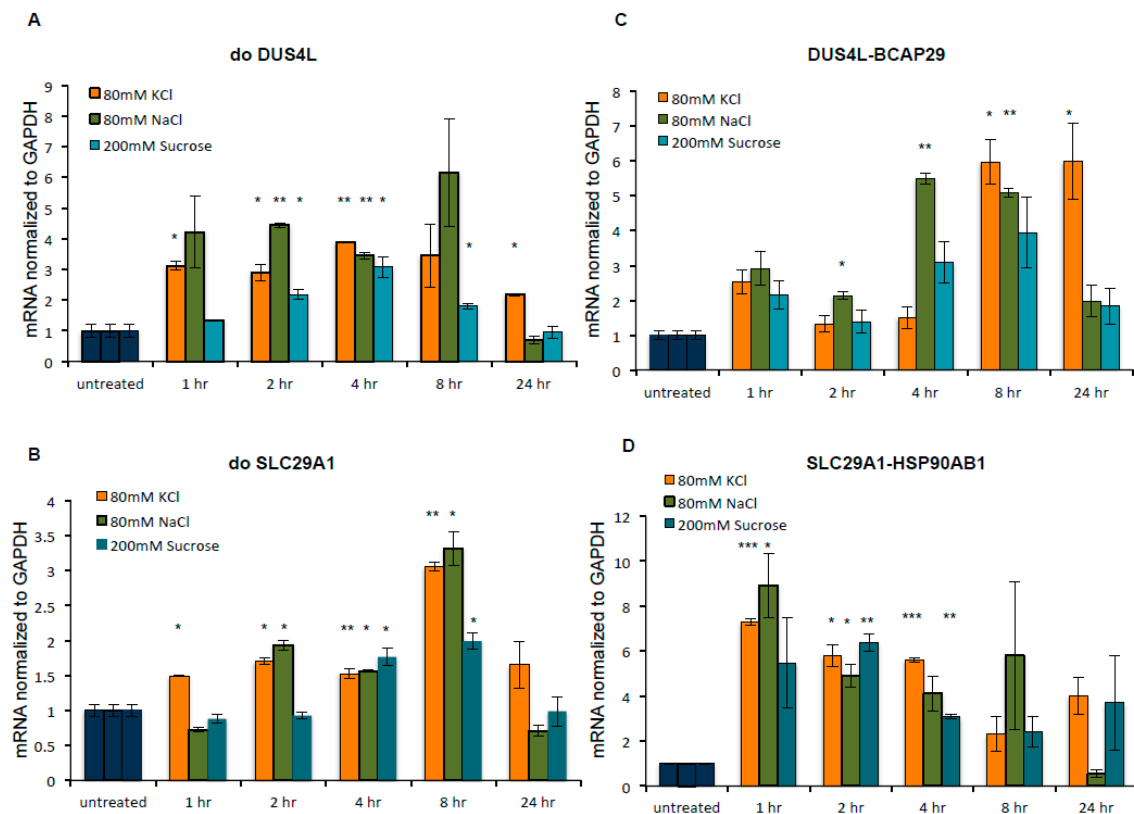 A
do DUS4L
mRNA normalized to GAPDH
9
8
7
6
5
4
3
2
1
0
80mM KCl
80mM NaCl
200mM Sucrose
*
* ** *
** ** *
*
*
untreated 1 hr 2 hr 4 hr 8 hr 24 hr
C
DUS4L-BCAP29
mRNA normalized to GAPDH
8
7
6
5
4
3
2
1
0
80mM KCl
80mM NaCl
200mM Sucrose
*
**
* **
*
untreated 1 hr 2 hr 4 hr 8 hr 24 hr
B
do SLC29A1
mRNA normalized to GAPDH
4
3.5
3
2.5
2
1.5
1
0.5
0
80mM KCl
80mM NaCl
200mM Sucrose
*
* *
** * *
** *
*
untreated 1 hr 2 hr 4 hr 8 hr 24 hr
D
SLC29A1-HSP90AB1
mRNA normalized to GAPDH
12
10
8
6
4
2
0
80mM KCl
80mM NaCl
200mM Sucrose
*** *
* * **
*** **
untreated 1 hr 2 hr 4 hr 8 hr 24 hr